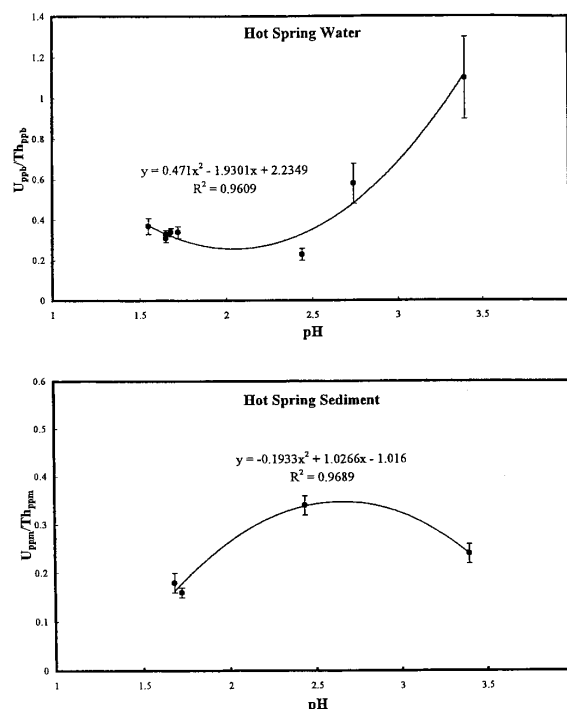 Hot Spring Water
1.4
1.2
1
0.8
0.6
0.4
0.2
0
U_ppb/Th_ppb
y = 0.471x² - 1.9301x + 2.2349
R² = 0.9609
1 1.5 2 2.5 3 3.5
pH
Hot Spring Sediment
0.6
0.5
0.4
0.3
0.2
0.1
0
U_ppm/Th_ppm
y = -0.1933x² + 1.0266x - 1.016
R² = 0.9689
1 1.5 2 2.5 3 3.5
pH